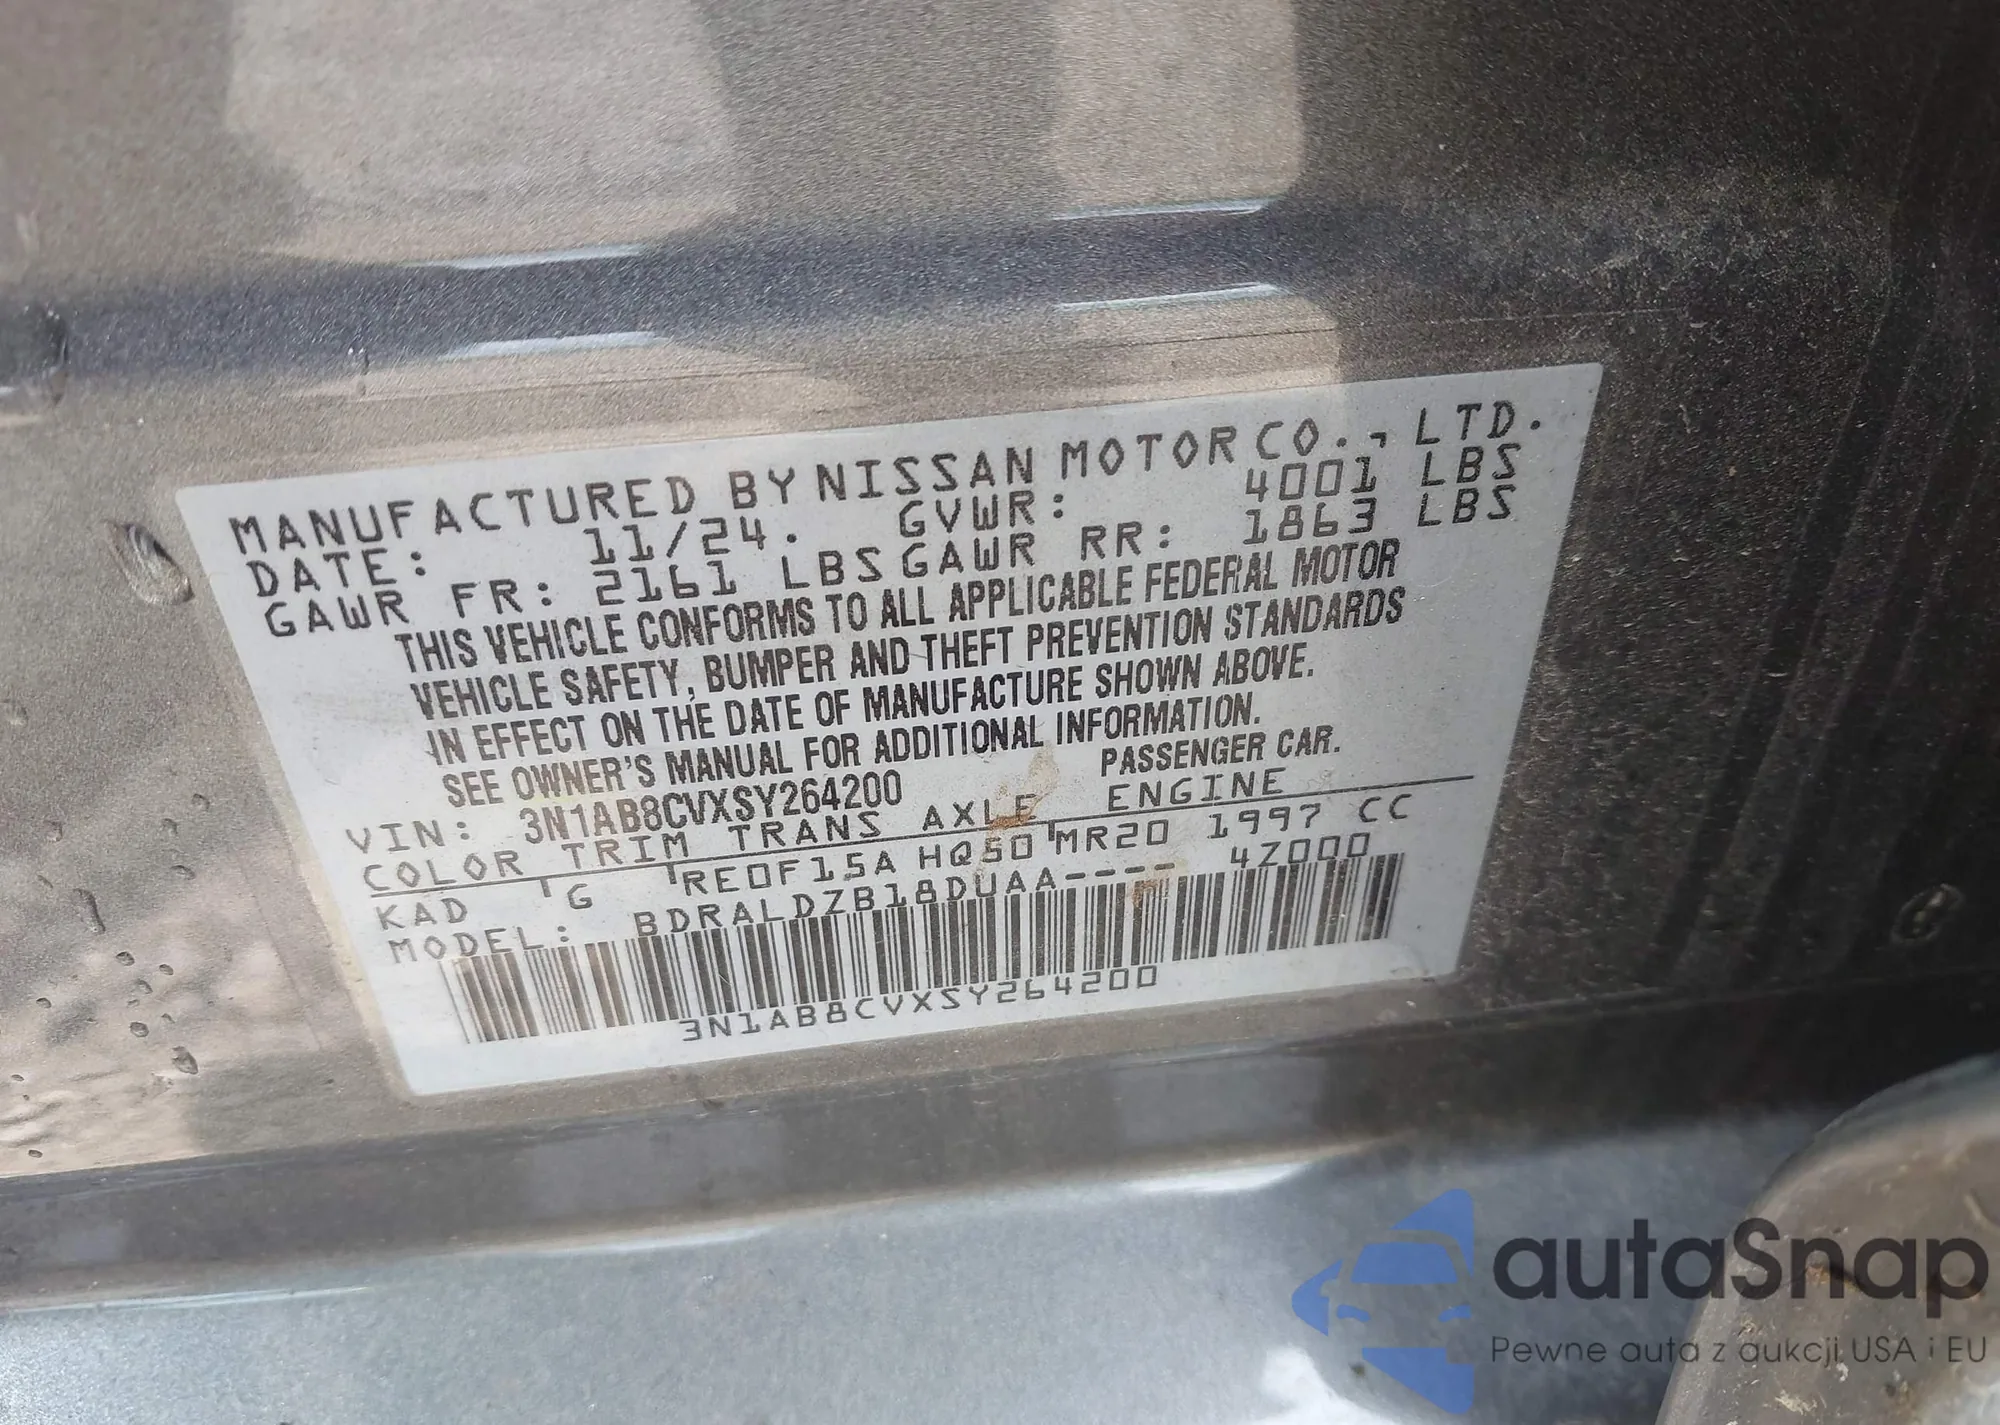 MANUFACTURED BY NISSAN MOTOR CO., LTD.
DATE: 11/24. GVWR: 4001 LBS
GAWR FR: 2161 LBS GAWR RR: 1863 LBS
THIS VEHICLE CONFORMS TO ALL APPLICABLE FEDERAL MOTOR
VEHICLE SAFETY, BUMPER AND THEFT PREVENTION STANDARDS
IN EFFECT ON THE DATE OF MANUFACTURE SHOWN ABOVE.
SEE OWNER'S MANUAL FOR ADDITIONAL INFORMATION.
VIN: 3N1AB8CVXSY264200 PASSENGER CAR.
COLOR TRIM TRANS AXLE ENGINE
KAD G RE0F15A HQ50 MR20 1997 CC
MODEL: BDRALDZB18DUAA---- 4Z000
3N1AB8CVXSY264200
autaSnap
Pewne auta z aukcji USA i EU